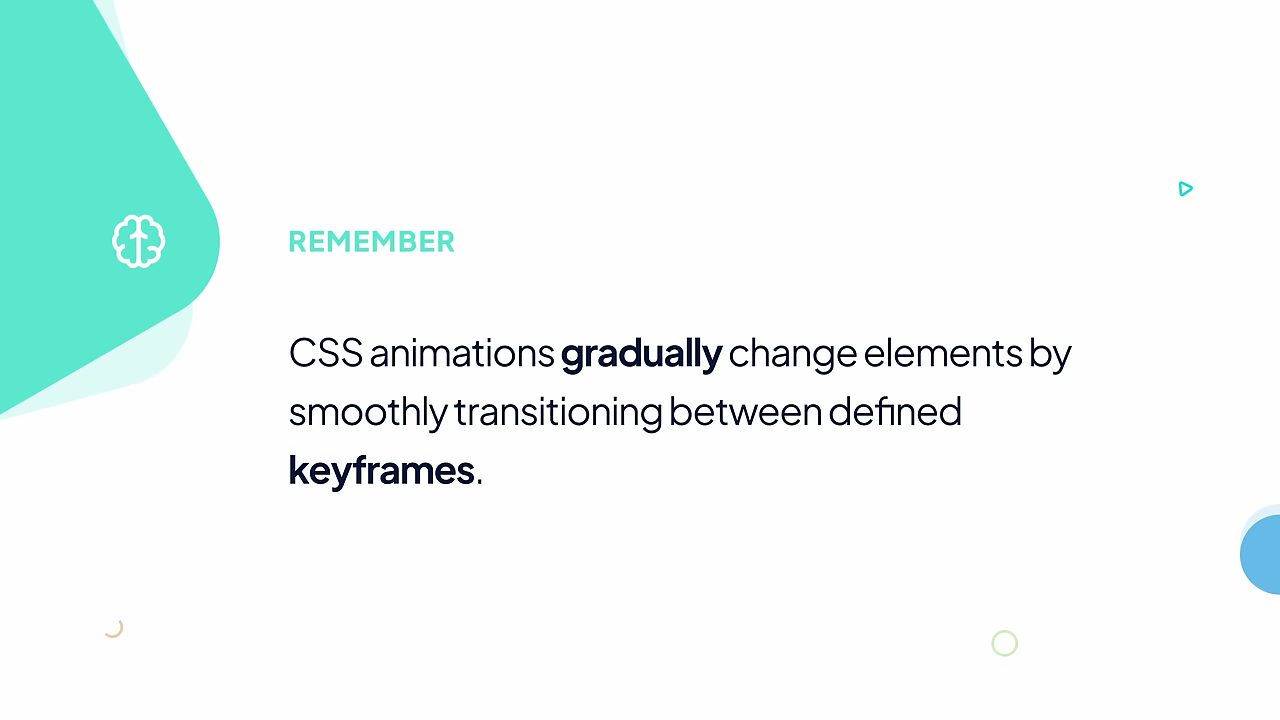 REMEMBER
CSS animations gradually change elements by
smoothly transitioning between defined
keyframes.